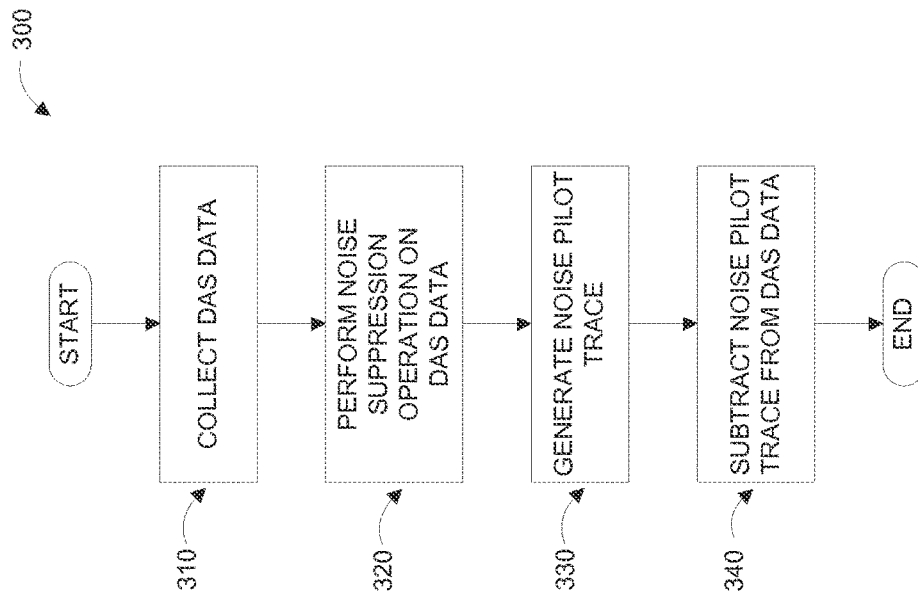 300
START
310
COLLECT DAS DATA
320
PERFORM NOISE
SUPPRESSION
OPERATION ON
DAS DATA
330
GENERATE NOISE PILOT
TRACE
340
SUBTRACT NOISE PILOT
TRACE FROM DAS DATA
END